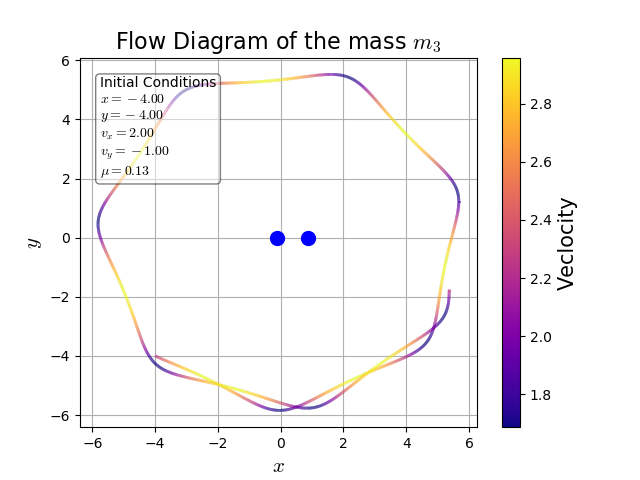 Flow Diagram of the mass m₃
Initial Conditions
x = −4.00
y = −4.00
vₓ = 2.00
v_y = −1.00
μ = 0.13
6
4
2
0
−2
−4
−6
y
−6 −4 −2 0 2 4 6
x
2.8
2.6
2.4
2.2
2.0
1.8
Veclocity